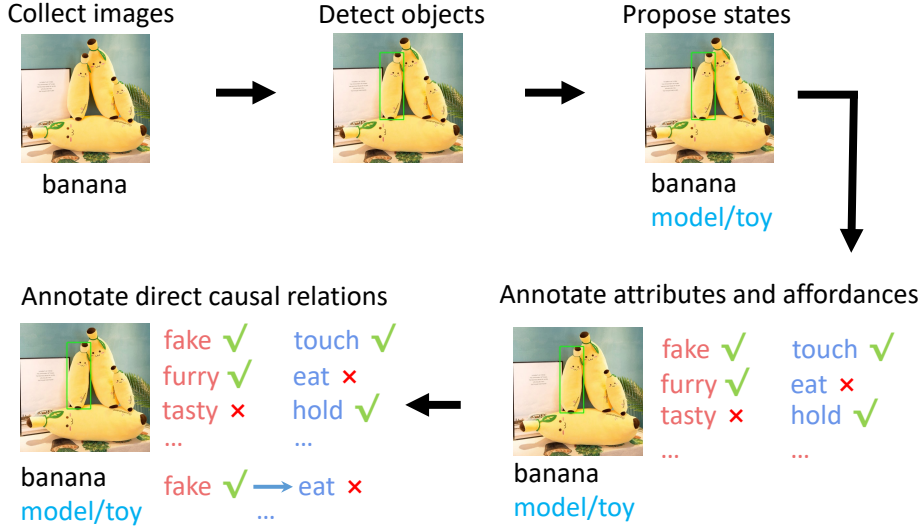 Collect images
Detect objects
Propose states
banana
banana
model/toy
Annotate direct causal relations
Annotate attributes and affordances
fake √ touch √
furry √ eat ×
tasty × hold √
... ...
banana
model/toy
fake √ → eat ×
...
fake √ touch √
furry √ eat ×
tasty × hold √
... ...
banana
model/toy